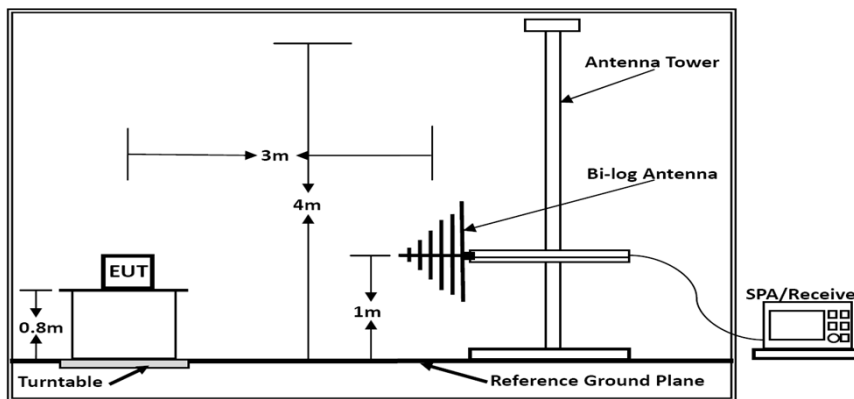 Antenna Tower
3m
Bi-log Antenna
4m
EUT
0.8m
1m
SPA/Receive
Turntable
Reference Ground Plane